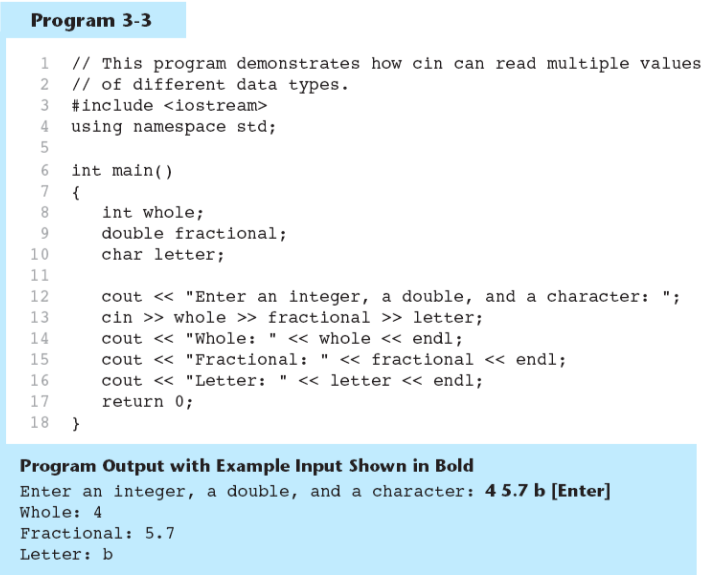 Program 3-3
1 // This program demonstrates how cin can read multiple values
2 // of different data types.
3 #include <iostream>
4 using namespace std;
5
6 int main()
7 {
8 int whole;
9 double fractional;
10 char letter;
11
12 cout << "Enter an integer, a double, and a character: ";
13 cin >> whole >> fractional >> letter;
14 cout << "Whole: " << whole << endl;
15 cout << "Fractional: " << fractional << endl;
16 cout << "Letter: " << letter << endl;
17 return 0;
18 }
Program Output with Example Input Shown in Bold
Enter an integer, a double, and a character: 4 5.7 b [Enter]
Whole: 4
Fractional: 5.7
Letter: b